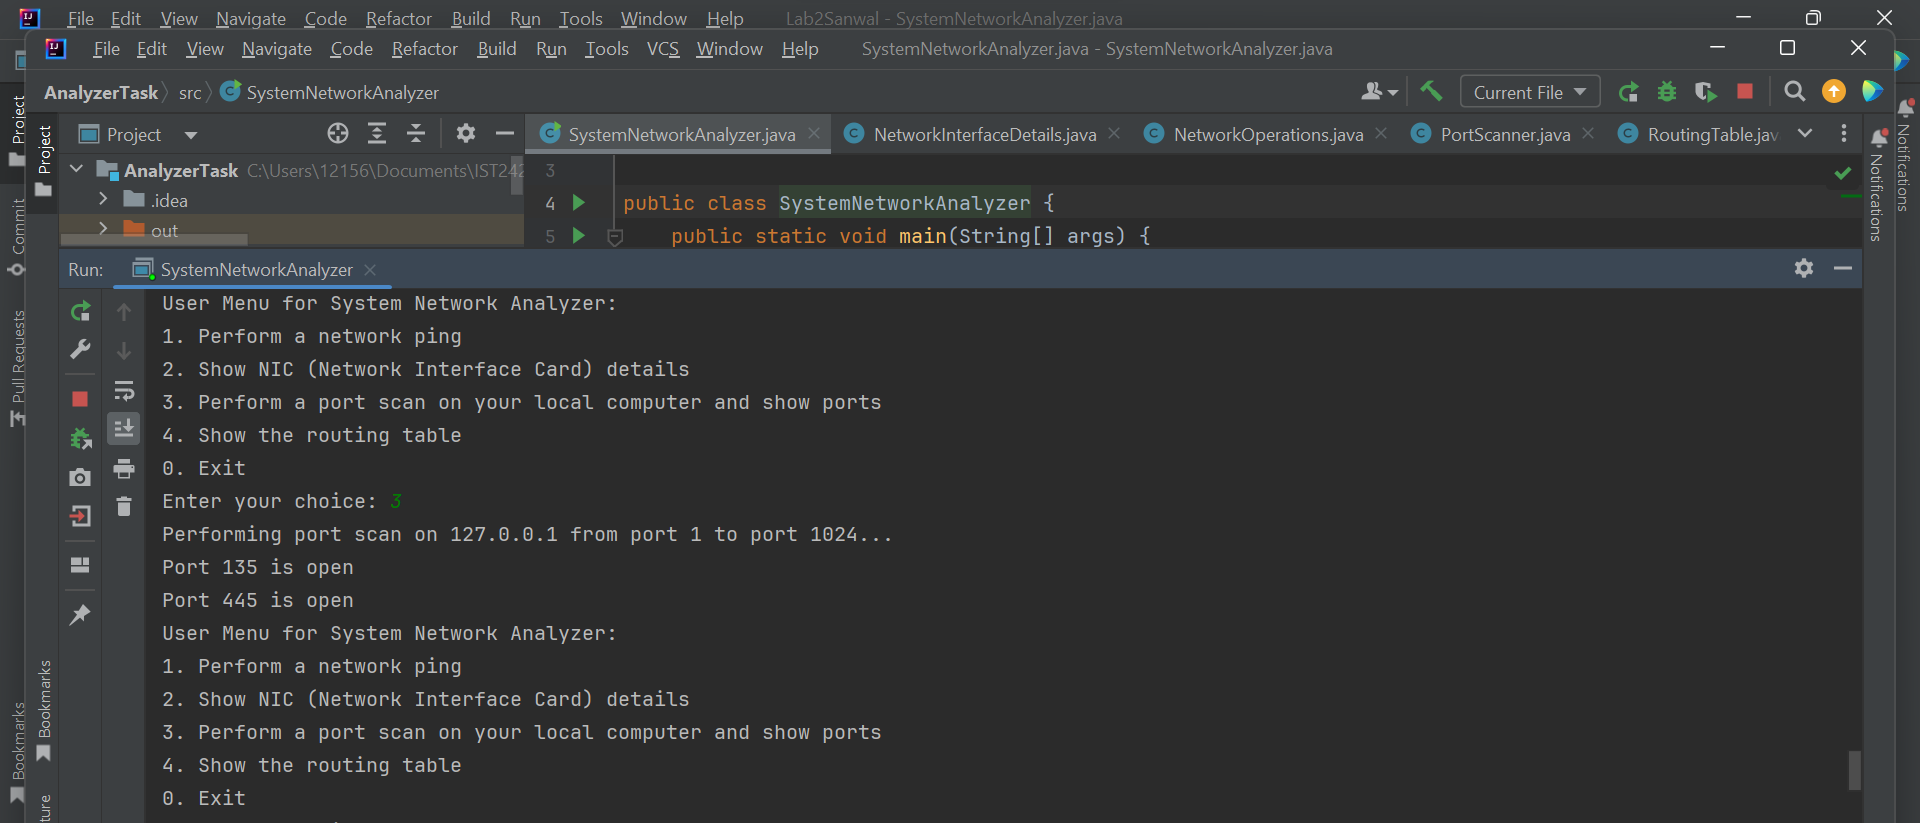 File Edit View Navigate Code Refactor Build Run Tools Window Help Lab2Sanwal - SystemNetworkAnalyzer.java
File Edit View Navigate Code Refactor Build Run Tools VCS Window Help SystemNetworkAnalyzer.java - SystemNetworkAnalyzer.java
AnalyzerTask src SystemNetworkAnalyzer Current File
Project SystemNetworkAnalyzer.java NetworkInterfaceDetails.java NetworkOperations.java PortScanner.java RoutingTable.jav
AnalyzerTask C:\Users\12156\Documents\IST242
.idea
out
3
4 public class SystemNetworkAnalyzer {
5 public static void main(String[] args) {
Run: SystemNetworkAnalyzer
User Menu for System Network Analyzer:
1. Perform a network ping
2. Show NIC (Network Interface Card) details
3. Perform a port scan on your local computer and show ports
4. Show the routing table
0. Exit
Enter your choice: 3
Performing port scan on 127.0.0.1 from port 1 to port 1024...
Port 135 is open
Port 445 is open
User Menu for System Network Analyzer:
1. Perform a network ping
2. Show NIC (Network Interface Card) details
3. Perform a port scan on your local computer and show ports
4. Show the routing table
0. Exit
Project
Commit
Pull Requests
Bookmarks
Project
Bookmarks
ture
Notifications
Notifications